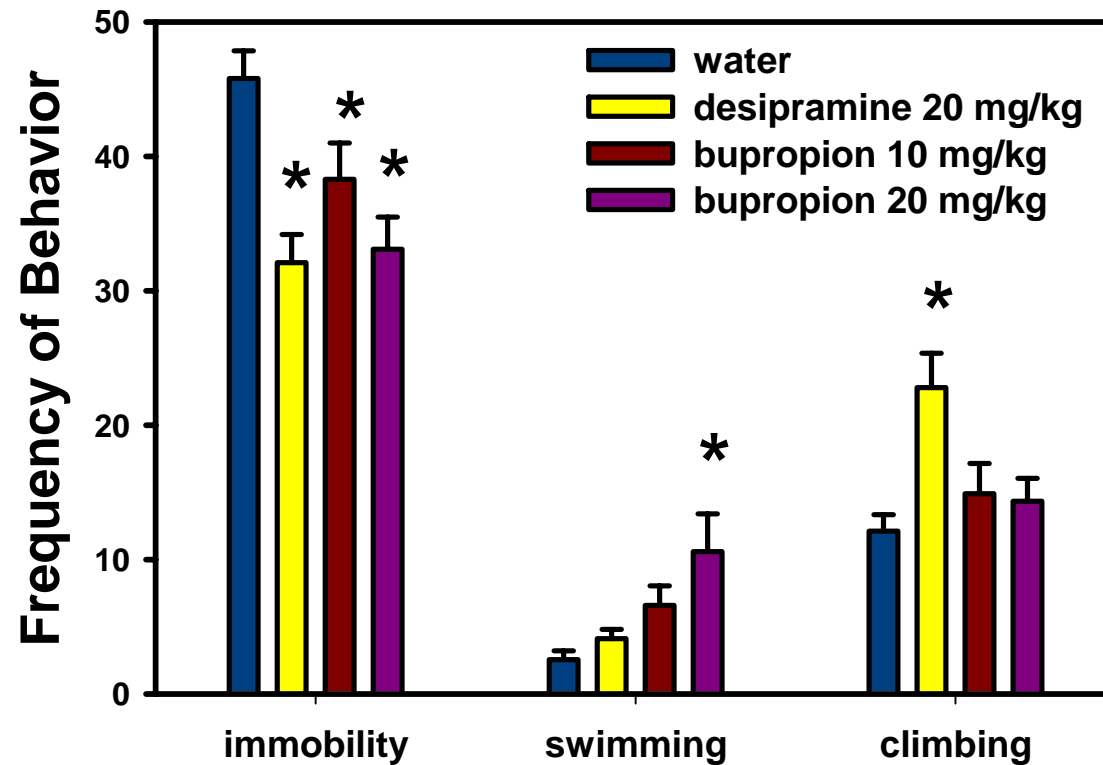 Frequency of Behavior
50
40
30
20
10
0
water
desipramine 20 mg/kg
bupropion 10 mg/kg
bupropion 20 mg/kg
*
*
*
*
*
immobility
swimming
climbing